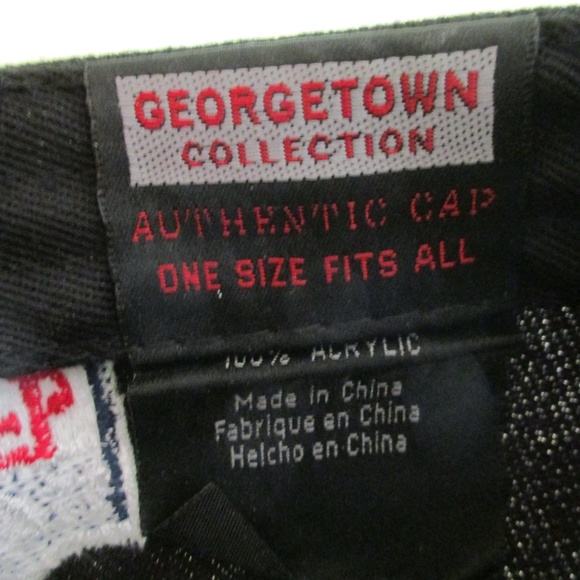 GEORGETOWN
COLLECTION
AUTHENTIC CAP
ONE SIZE FITS ALL
100% ACRYLIC
Made in China
Fabrique en China
Helcho en China